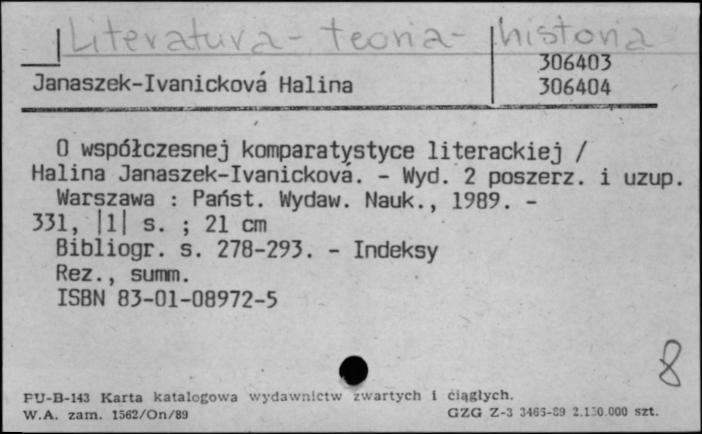 Literatura - teoria - historia
306403
Janaszek-Ivanicková Halina 306404
O współczesnej komparatystyce literackiej /
Halina Janaszek-Ivanicková. - Wyd. 2 poszerz. i uzup.
Warszawa : Państ. Wydaw. Nauk., 1989. -
331, |1| s. ; 21 cm
Bibliogr. s. 278-293. - Indeksy
Rez., summ.
ISBN 83-01-08972-5
8
PU-B-143 Karta katalogowa wydawnictw zwartych i ciągłych.
W.A. zam. 1562/On/89 GZG Z-3 3465-89 2.130.000 szt.